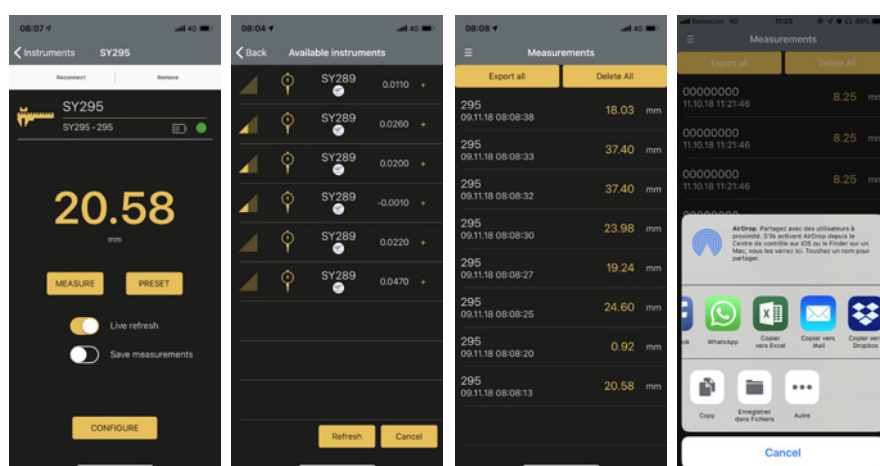 08:07
4G
Instruments SY295
Reconnect Remove
SY295
SY295 - 295
20.58
mm
MEASURE PRESET
Live refresh
Save measurements
CONFIGURE
08:04
4G
Back Available instruments
SY289 0.0110 +
SY289 0.0260 +
SY289 0.0200 +
SY289 -0.0010 +
SY289 0.0220 +
SY289 0.0470 +
Refresh Cancel
08:08
4G
Measurements
Export all Delete All
295
09.11.18 08:08:38 18.03 mm
295
09.11.18 08:08:33 37.40 mm
295
09.11.18 08:08:32 37.40 mm
295
09.11.18 08:08:30 23.98 mm
295
09.11.18 08:08:27 19.24 mm
295
09.11.18 08:08:25 24.60 mm
295
09.11.18 08:08:20 0.92 mm
295
09.11.18 08:08:13 20.58 mm
Swisscom 4G 11:23 85%
Measurements
Export all Delete All
00000000
11.10.18 11:21:46 8.25 mm
00000000
11.10.18 11:21:46 8.25 mm
00000000
11.10.18 11:21:46 8.25 mm
00000000
AirDrop. Partagez avec des utilisateurs à
proximité. S'ils activent AirDrop depuis le
Centre de contrôle sur iOS ou le Finder sur un
Mac, vous les verrez ici. Touchez un nom pour
partager.
WhatsApp
Copier
vers Excel
Copier vers
Mail
Copier vers
Dropbox
Copy
Enregistrer
dans Fichiers
Autre
Cancel